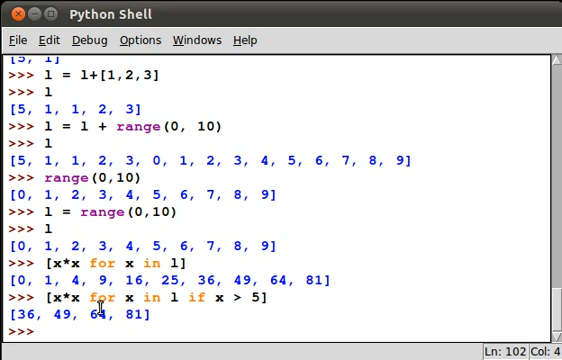 Python Shell
File Edit Debug Options Windows Help
[5, 1]
>>> l = l+[1,2,3]
>>> l
[5, 1, 1, 2, 3]
>>> l = l + range(0, 10)
>>> l
[5, 1, 1, 2, 3, 0, 1, 2, 3, 4, 5, 6, 7, 8, 9]
>>> range(0,10)
[0, 1, 2, 3, 4, 5, 6, 7, 8, 9]
>>> l = range(0,10)
>>> l
[0, 1, 2, 3, 4, 5, 6, 7, 8, 9]
>>> [x*x for x in l]
[0, 1, 4, 9, 16, 25, 36, 49, 64, 81]
>>> [x*x for x in l if x > 5]
[36, 49, 64, 81]
>>>
Ln: 102 Col: 4